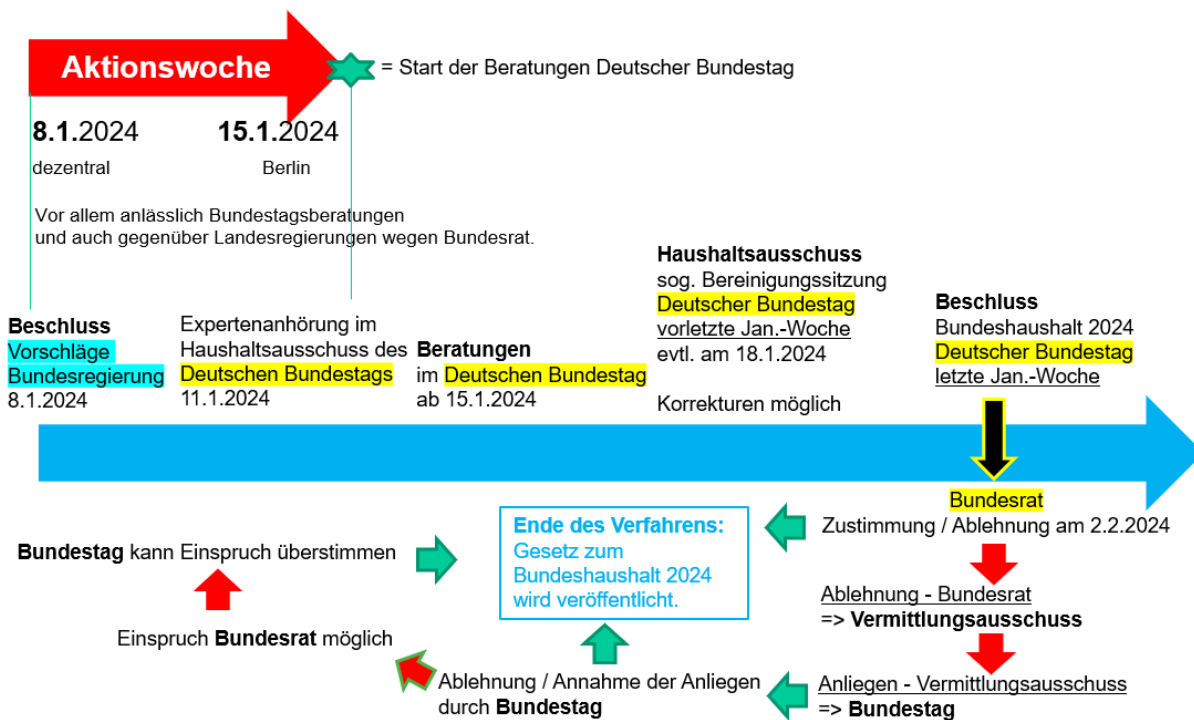 Aktionswoche
= Start der Beratungen Deutscher Bundestag
8.1.2024
15.1.2024
dezentral
Berlin
Vor allem anlässlich Bundestagsberatungen
und auch gegenüber Landesregierungen wegen Bundesrat.
Beschluss
Vorschläge
Bundesregierung
8.1.2024
Expertenanhörung im
Haushaltsausschuss des
Deutschen Bundestags
11.1.2024
Beratungen
im Deutschen Bundestag
ab 15.1.2024
Haushaltsausschuss
sog. Bereinigungssitzung
Deutscher Bundestag
vorletzte Jan.-Woche
evtl. am 18.1.2024
Korrekturen möglich
Beschluss
Bundeshaushalt 2024
Deutscher Bundestag
letzte Jan.-Woche
Bundesrat
Zustimmung / Ablehnung am 2.2.2024
Ablehnung - Bundesrat
=> Vermittlungsausschuss
Anliegen - Vermittlungsausschuss
=> Bundestag
Ablehnung / Annahme der Anliegen
durch Bundestag
Einspruch Bundesrat möglich
Bundestag kann Einspruch überstimmen
Ende des Verfahrens:
Gesetz zum
Bundeshaushalt 2024
wird veröffentlicht.